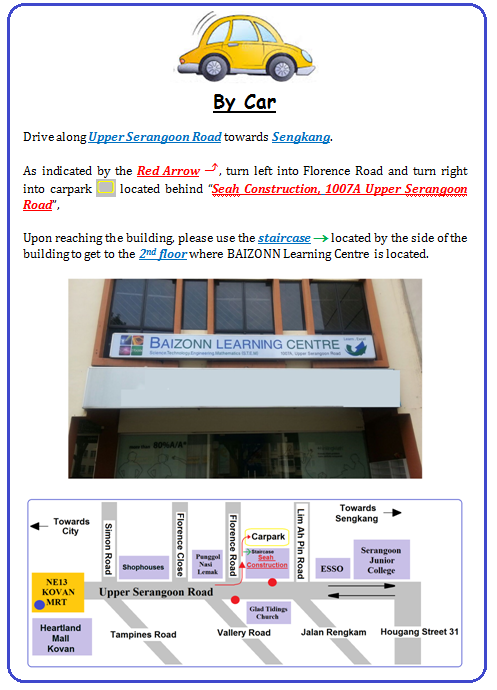 By Car
Drive along Upper Serangoon Road towards Sengkang.
As indicated by the Red Arrow , turn left into Florence Road and turn right
into carpark located behind "Seah Construction, 1007A Upper Serangoon
Road",
Upon reaching the building, please use the staircase → located by the side of the
building to get to the 2nd floor where BAIZONN Learning Centre is located.
BAIZONN LEARNING CENTRE
Science Technology Engineering Mathematics (S.T.E.M) 1007A, Upper Serangoon Road
80%A/A*
Towards
City
Simon Road
Florence Close
Florence Road
Lim Ah Pin Road
Towards
Sengkang
Carpark
Shophouses
Punggol
Nasi
Lemak
Staircase
Seah
Construction
ESSO
Serangoon
Junior
College
NE13
KOVAN
MRT
Upper Serangoon Road
Heartland
Mall
Kovan
Glad Tidings
Church
Tampines Road
Vallery Road
Jalan Rengkam
Hougang Street 31